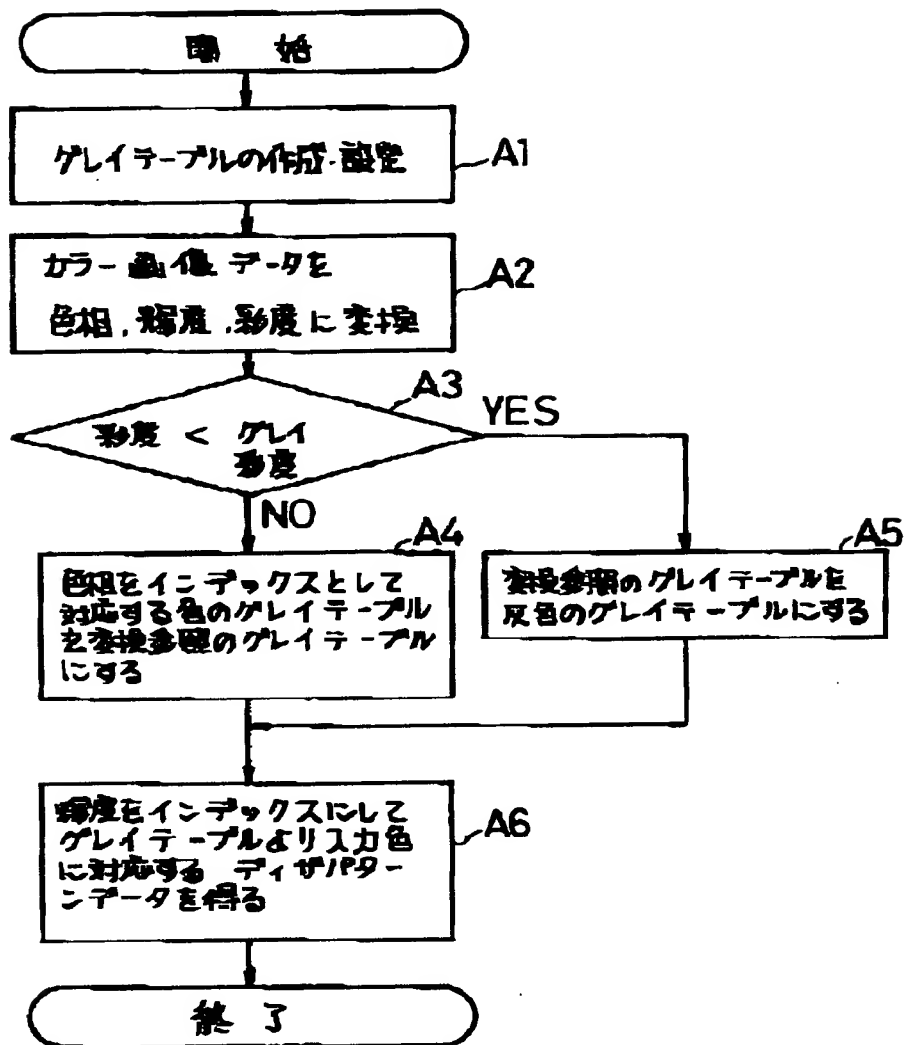 開 始
グレイテーブルの作成・設定
A1
カラー画像データを
色相,輝度,彩度に変換
A2
A3
彩度 < グレイ
彩度
YES
NO
A4
色相をインデックスとして
対応する色のグレイテーブル
を変換参照のグレイテーブル
にする
A5
変換参照のグレイテーブルを
灰色のグレイテーブルにする
輝度をインデックスにして
グレイテーブルより入力色
に対応する ディザパター
ンデータを得る
A6
終 了